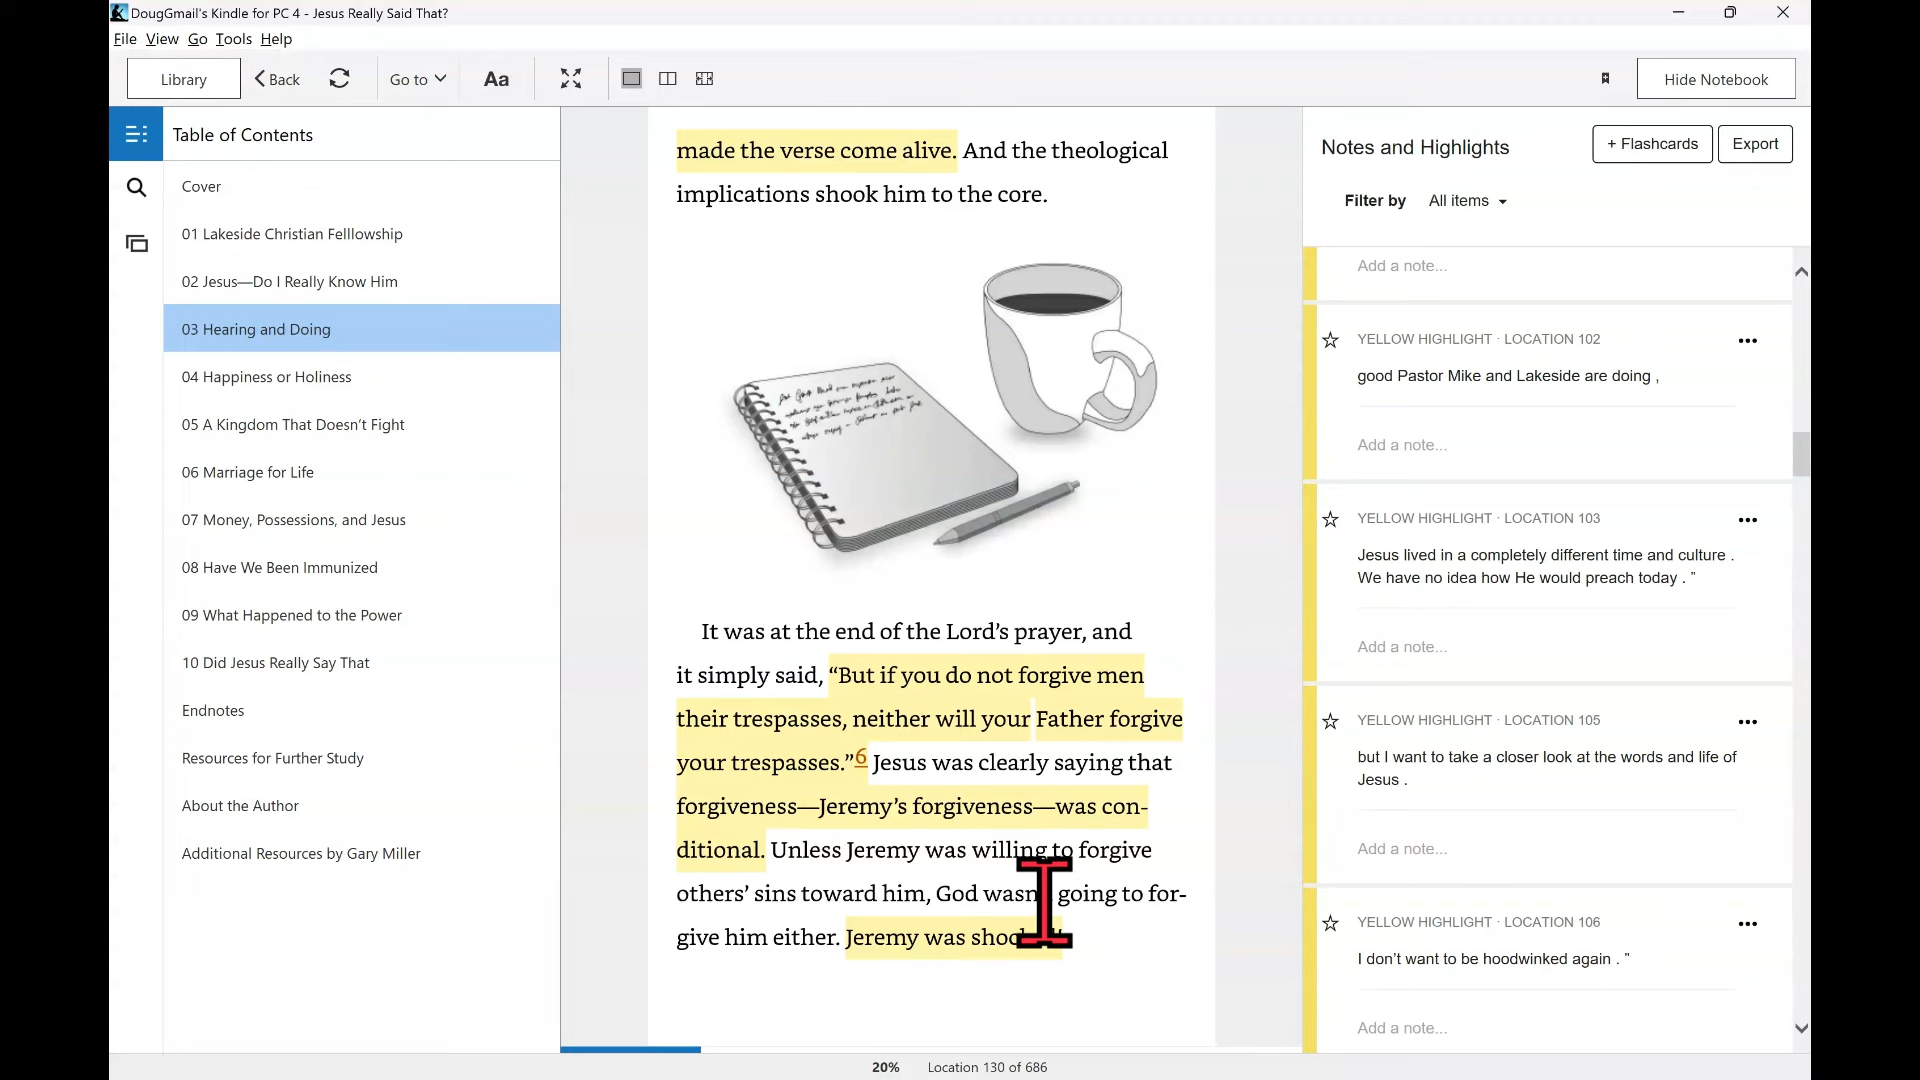 DougGmail's Kindle for PC 4 - Jesus Really Said That?
File View Go Tools Help
Library
Back
Go to
Aa
Hide Notebook
Table of Contents
Cover
01 Lakeside Christian Felllowship
02 Jesus—Do I Really Know Him
03 Hearing and Doing
04 Happiness or Holiness
05 A Kingdom That Doesn’t Fight
06 Marriage for Life
07 Money, Possessions, and Jesus
08 Have We Been Immunized
09 What Happened to the Power
10 Did Jesus Really Say That
Endnotes
Resources for Further Study
About the Author
Additional Resources by Gary Miller
made the verse come alive. And the theological
implications shook him to the core.
It was at the end of the Lord’s prayer, and
it simply said, “But if you do not forgive men
their trespasses, neither will your Father forgive
your trespasses.”6 Jesus was clearly saying that
forgiveness—Jeremy’s forgiveness—was con-
ditional. Unless Jeremy was willing to forgive
others’ sins toward him, God wasn going to for-
give him either. Jeremy was
Notes and Highlights
+ Flashcards
Export
Filter by All items
Add a note...
YELLOW HIGHLIGHT · LOCATION 102
good Pastor Mike and Lakeside are doing ,
Add a note...
YELLOW HIGHLIGHT · LOCATION 103
Jesus lived in a completely different time and culture .
We have no idea how He would preach today . ”
Add a note...
YELLOW HIGHLIGHT · LOCATION 105
but I want to take a closer look at the words and life of
Jesus .
Add a note...
YELLOW HIGHLIGHT · LOCATION 106
I don’t want to be hoodwinked again . ”
Add a note...
20%
Location 130 of 686